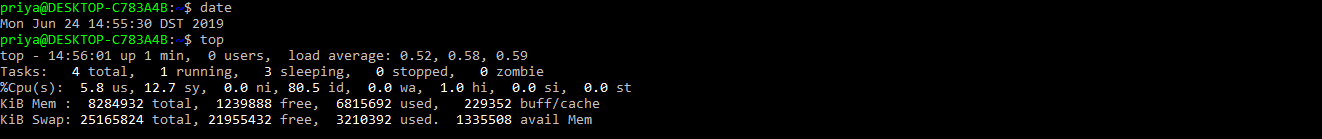 priya@DESKTOP-C783A4B:~$ date
Mon Jun 24 14:55:30 DST 2019
priya@DESKTOP-C783A4B:~$ top
top - 14:56:01 up 1 min,  0 users,  load average: 0.52, 0.58, 0.59
Tasks:   4 total,   1 running,   3 sleeping,   0 stopped,   0 zombie
%Cpu(s):  5.8 us, 12.7 sy,  0.0 ni, 80.5 id,  0.0 wa,  1.0 hi,  0.0 si,  0.0 st
KiB Mem :  8284932 total,  1239888 free,  6815692 used,   229352 buff/cache
KiB Swap: 25165824 total, 21955432 free,  3210392 used.  1335508 avail Mem